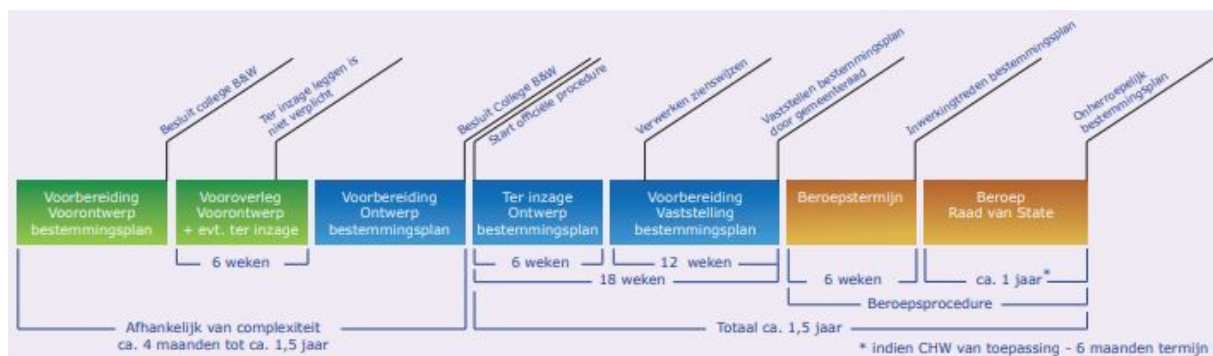 Besluit college B&W
Ter inzage leggen is
niet verplicht
Besluit College B&W
Start officiële procedure
Verwerken zienswijzen
Vaststellen bestemmingsplan
door gemeenteraad
Inwerkingtreden bestemmingsplan
Onherroepelijk
bestemmingsplan
Voorbereiding
Voorontwerp
bestemmingsplan
Vooroverleg
Voorontwerp
+ evt. ter inzage
Voorbereiding
Ontwerp
bestemmingsplan
Ter inzage
Ontwerp
bestemmingsplan
Voorbereiding
Vaststelling
bestemmingsplan
Beroepstermijn
Beroep
Raad van State
6 weken
6 weken
12 weken
6 weken
ca. 1 jaar*
18 weken
Beroepsprocedure
Afhankelijk van complexiteit
ca. 4 maanden tot ca. 1,5 jaar
Totaal ca. 1,5 jaar
* indien CHW van toepassing - 6 maanden termijn